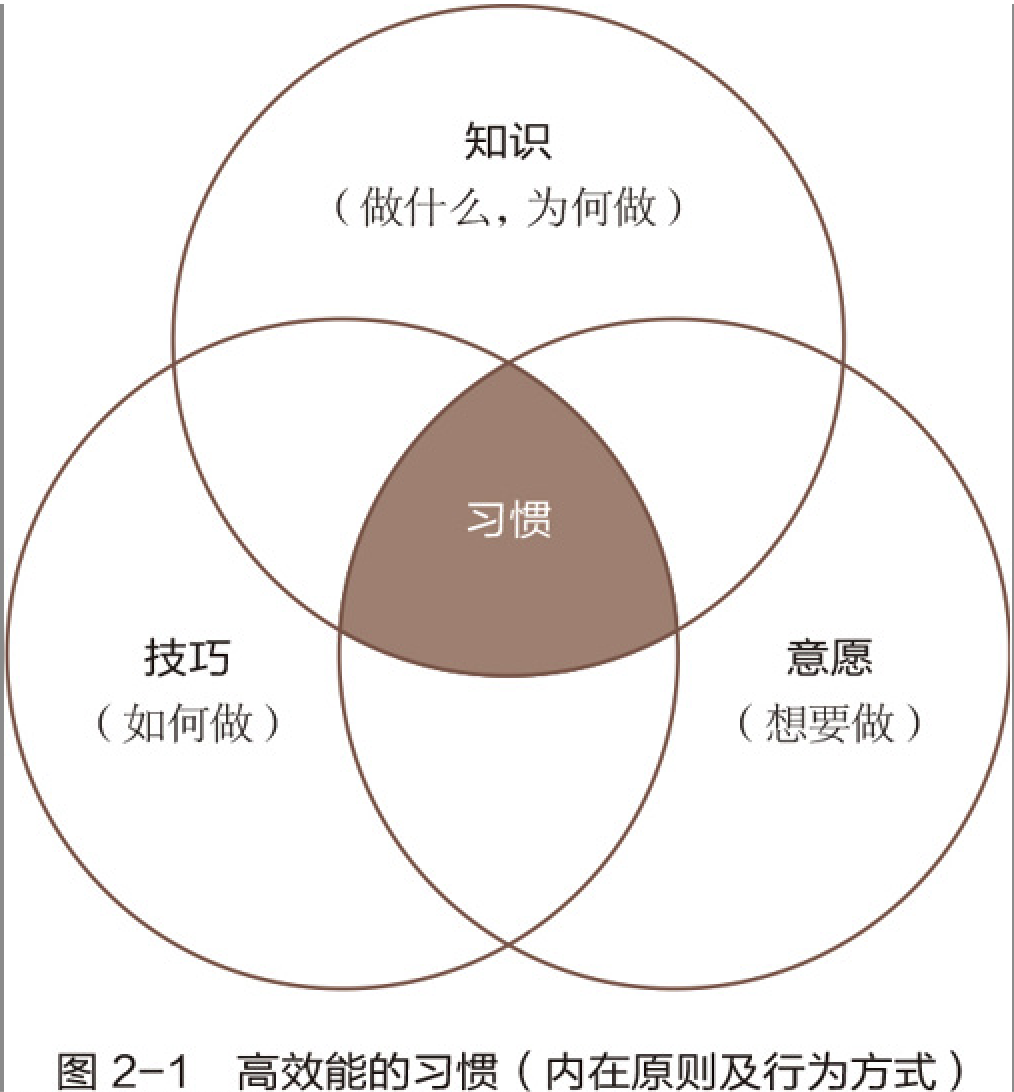 知识
（做什么，为何做）
习惯
技巧
（如何做）
意愿
（想要做）
图 2-1　高效能的习惯（内在原则及行为方式）